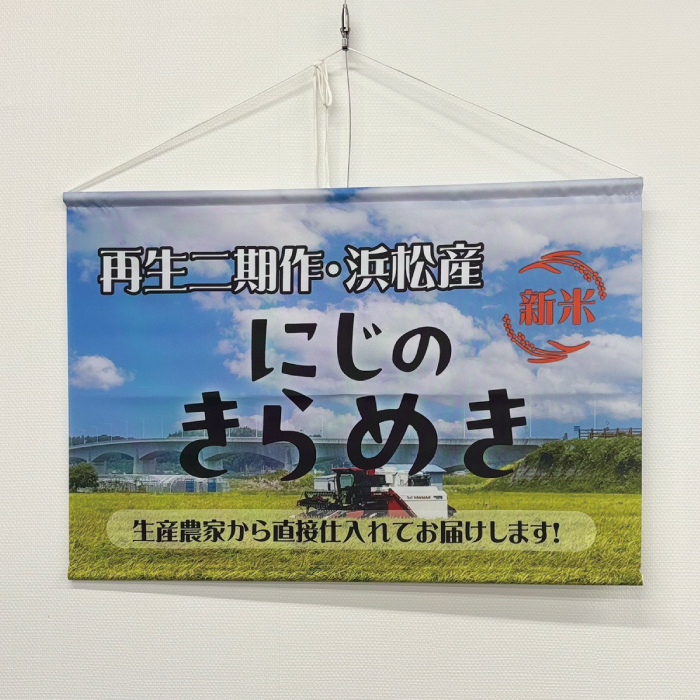 再生二期作・浜松産
新米
にじの
きらめき
生産農家から直接仕入れてお届けします!